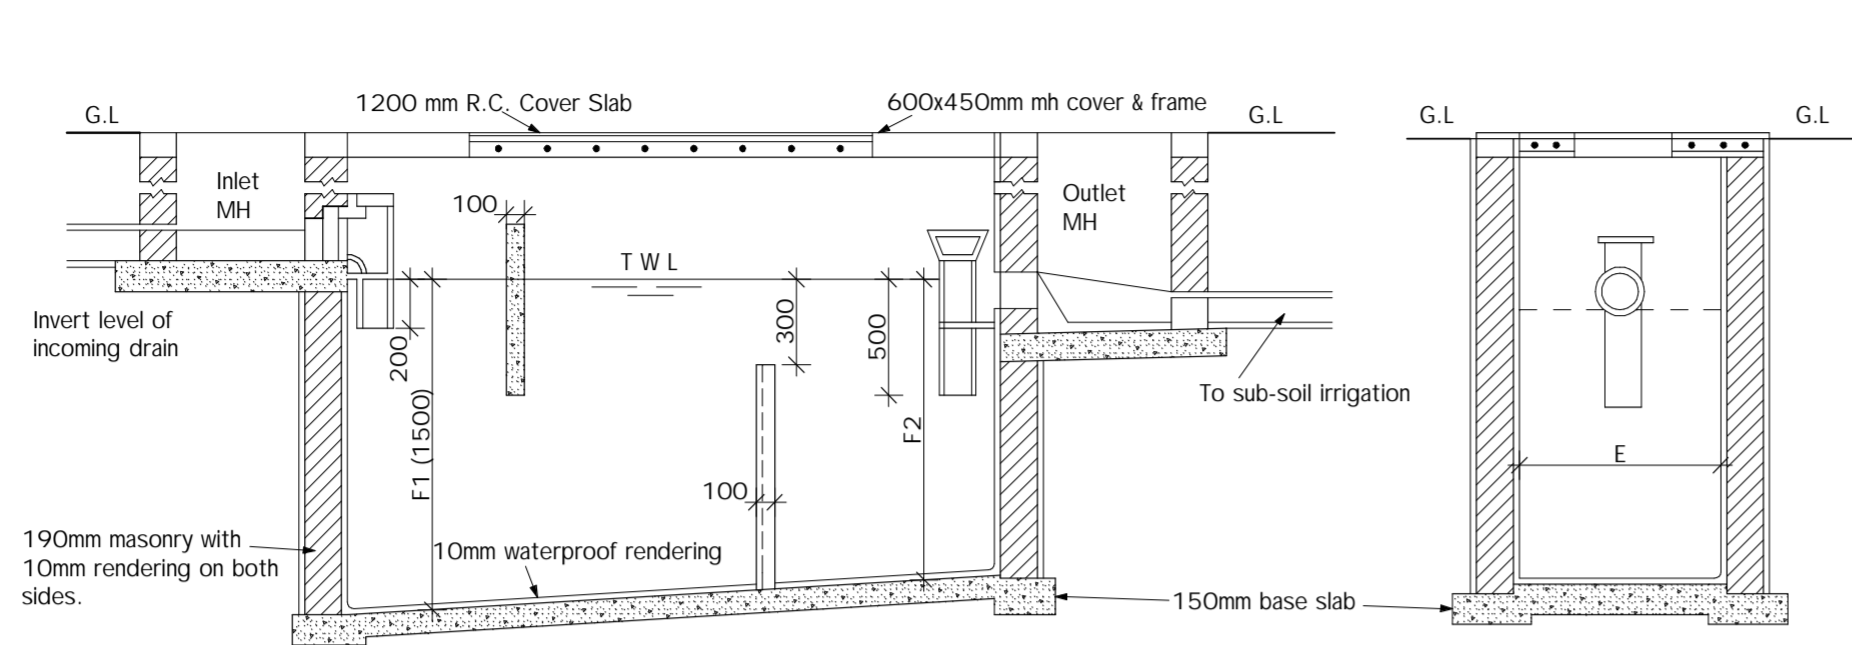 1200 mm R.C. Cover Slab
600x450mm mh cover & frame
G.L
G.L
G.L
G.L
Inlet
MH
100
Outlet
MH
T W L
Invert level of
incoming drain
200
300
500
F1 (1500)
F2
To sub-soil irrigation
E
100
190mm masonry with
10mm rendering on both
sides.
10mm waterproof rendering
150mm base slab